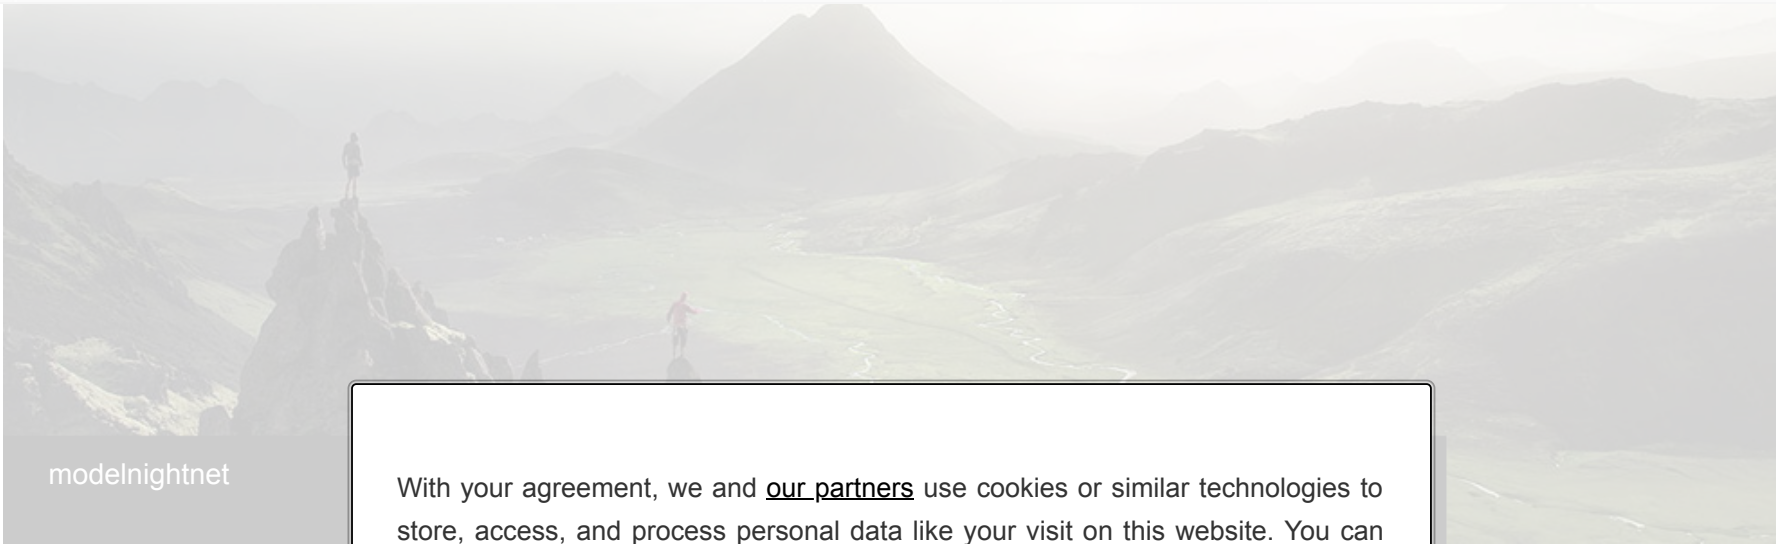 modelnightnet
With your agreement, we and our partners use cookies or similar technologies to
store, access, and process personal data like your visit on this website. You can